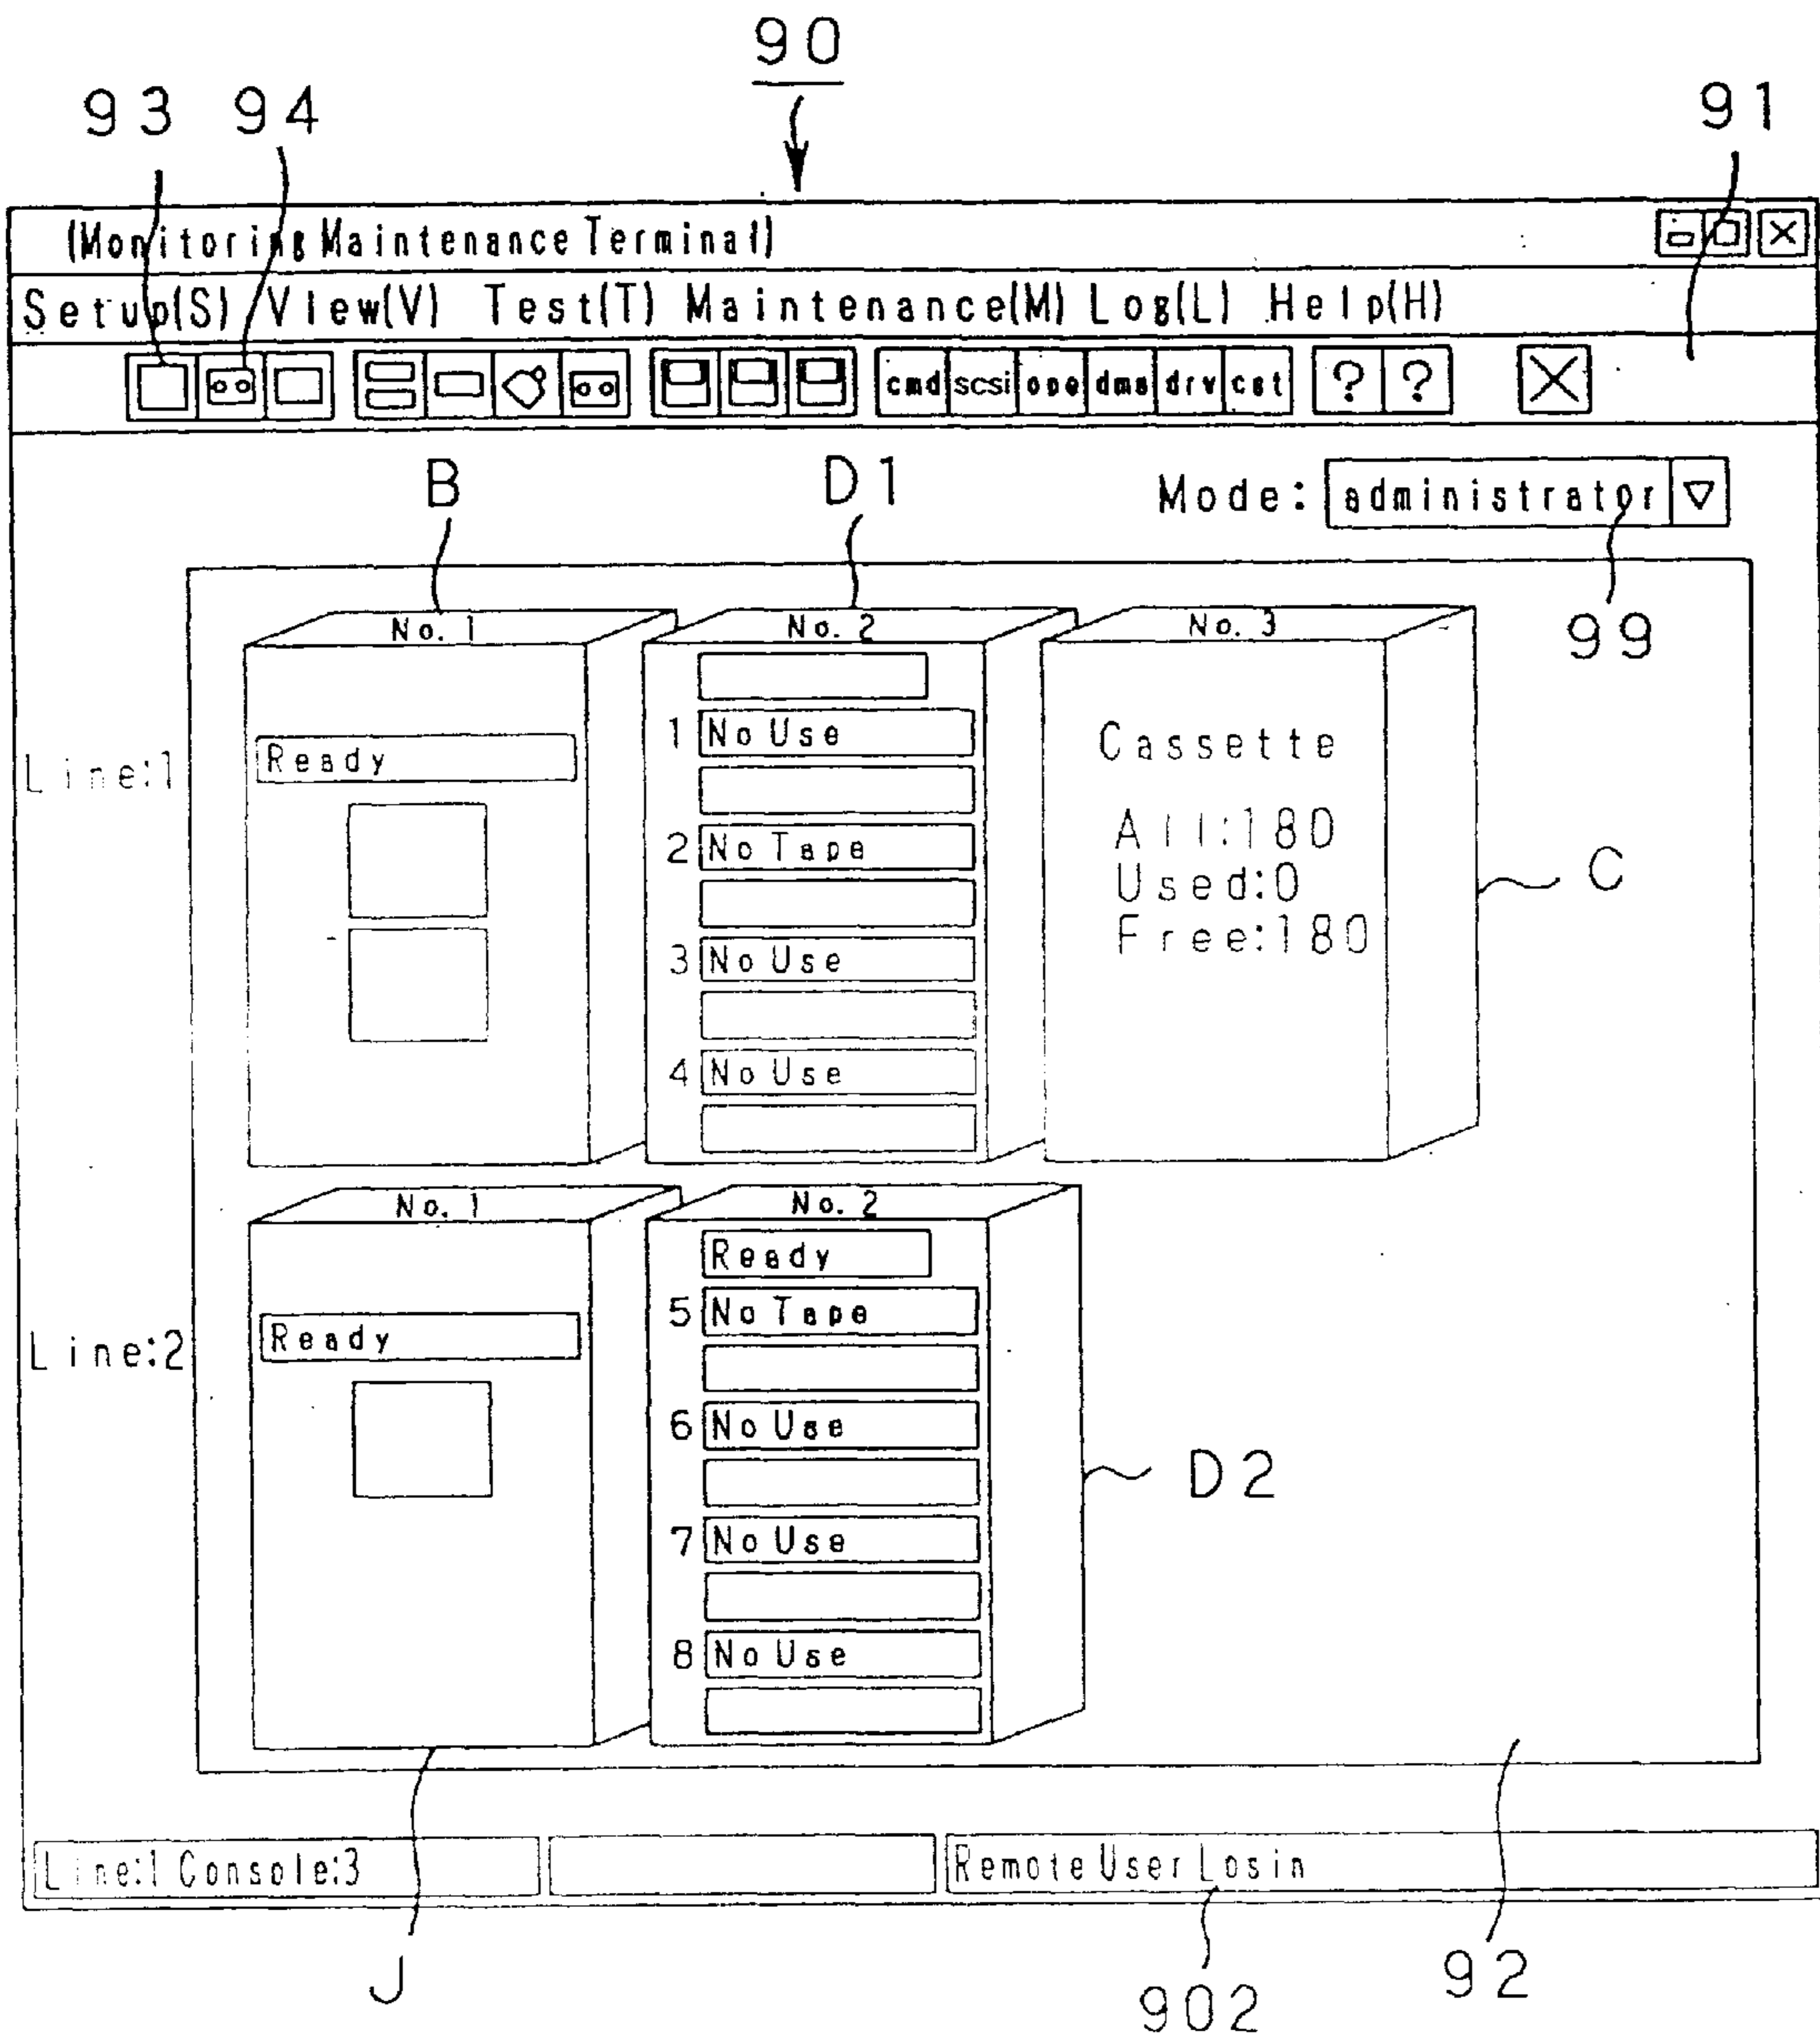 90
93 94 91
(Monitoring Maintenance Terminal)
Setup(S) View(V) Test(T) Maintenance(M) Log(L) Help(H)
cmd scsi ope dms drv cst ? ?
B D1 Mode: administrator
99
No. 1 No. 2 No. 3
Line:1
Ready
1 No Use
2 No Tape
3 No Use
4 No Use
Cassette
All:180
Used:0
Free:180
C
No. 1 No. 2
Line:2
Ready
Ready
5 No Tape
6 No Use
7 No Use
8 No Use
D2
Line:1 Console:3 Remote User Losin
J 902 92